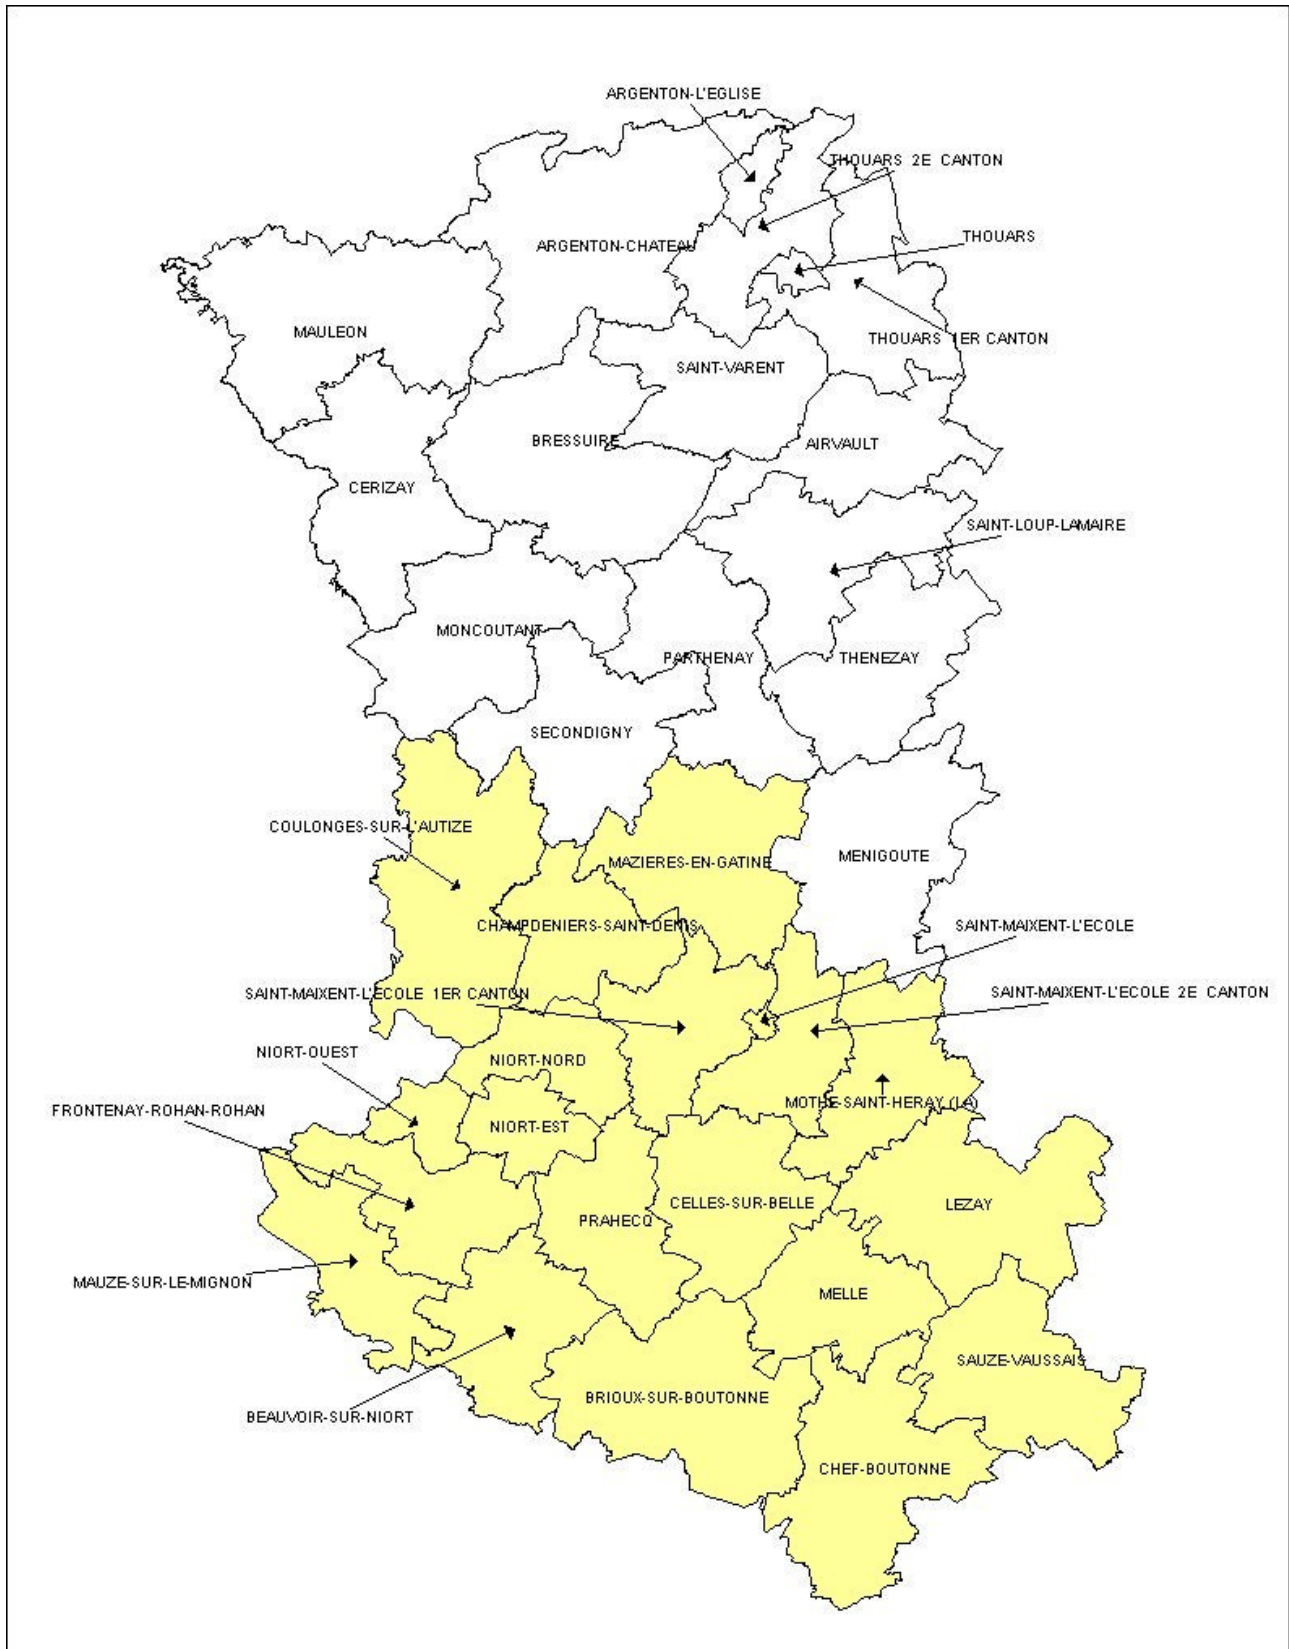 ARGENTON-L'EGLISE
THOUARS 2E CANTON
THOUARS
ARGENTON-CHATEAU
MAULEON
THOUARS 1ER CANTON
SAINT-VARENT
BRESSUIRE
AIRVAULT
CERIZAY
SAINT-LOUP-LAMAIRE
MONCOUTANT
PARTHENAY
THENEZAY
SECONDIGNY
COULONGES-SUR-L'AUTIZE
MENIGOUTE
MAZIERES-EN-GATINE
CHAMPDENIERS-SAINT-DENIS
SAINT-MAIXENT-L'ECOLE
SAINT-MAIXENT-L'ECOLE 1ER CANTON
SAINT-MAIXENT-L'ECOLE 2E CANTON
NIORT-OUEST
NIORT-NORD
MOTHE-SAINT-HERAY (LA)
FRONTENAY-ROHAN-ROHAN
NIORT-EST
CELLES-SUR-BELLE
LEZAY
PRAHECQ
MAUZE-SUR-LE-MIGNON
MELLE
SAUZE-VAUSSAIS
BRIOUX-SUR-BOUTONNE
BEAUVOIR-SUR-NIORT
CHEF-BOUTONNE